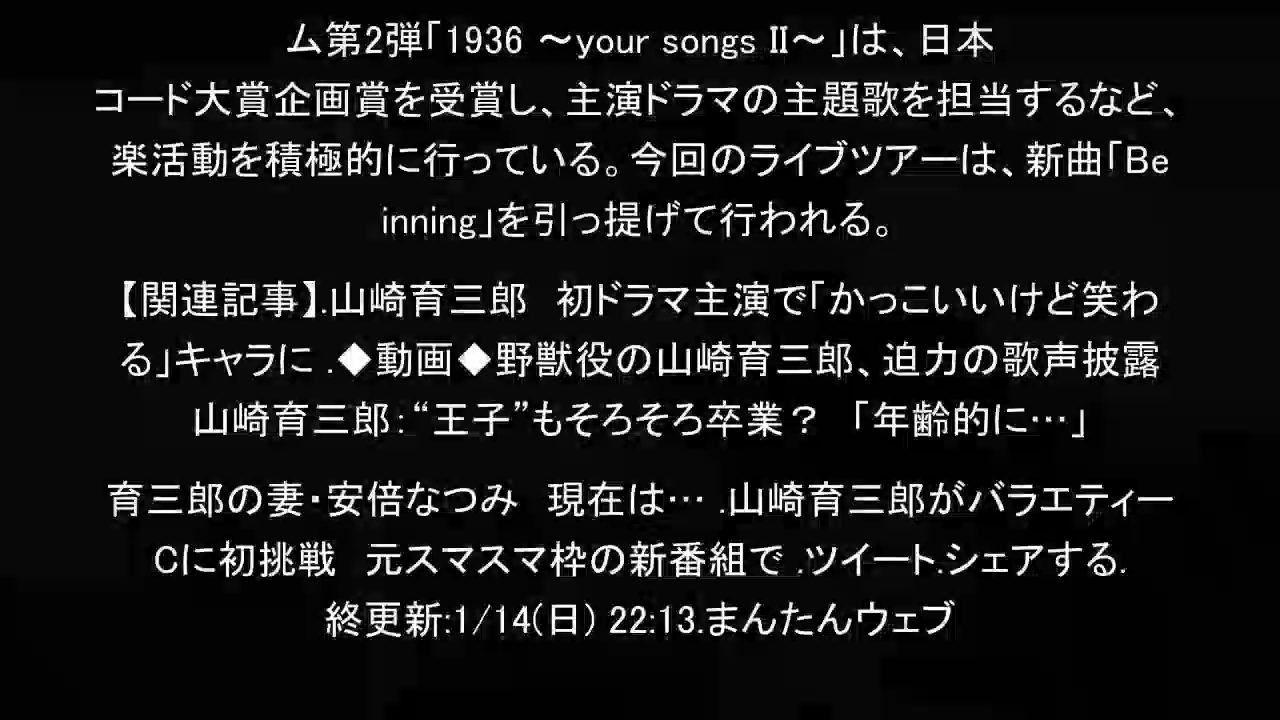 ム第2弾｢1936 ～your songs II～｣は、日本
コード大賞企画賞を受賞し、主演ドラマの主題歌を担当するなど、
楽活動を積極的に行っている。今回のライブツアーは、新曲｢Be
inning｣を引っ提げて行われる。
【関連記事】.山崎育三郎　初ドラマ主演で｢かっこいいけど笑わ
る｣キャラに .◆動画◆野獣役の山崎育三郎、迫力の歌声披露
山崎育三郎：“王子”もそろそろ卒業？　｢年齢的に…｣
育三郎の妻・安倍なつみ　現在は… .山崎育三郎がバラエティー
Cに初挑戦　元スマスマ枠の新番組で .ツイート.シェアする.
終更新:1/14(日) 22:13.まんたんウェブ